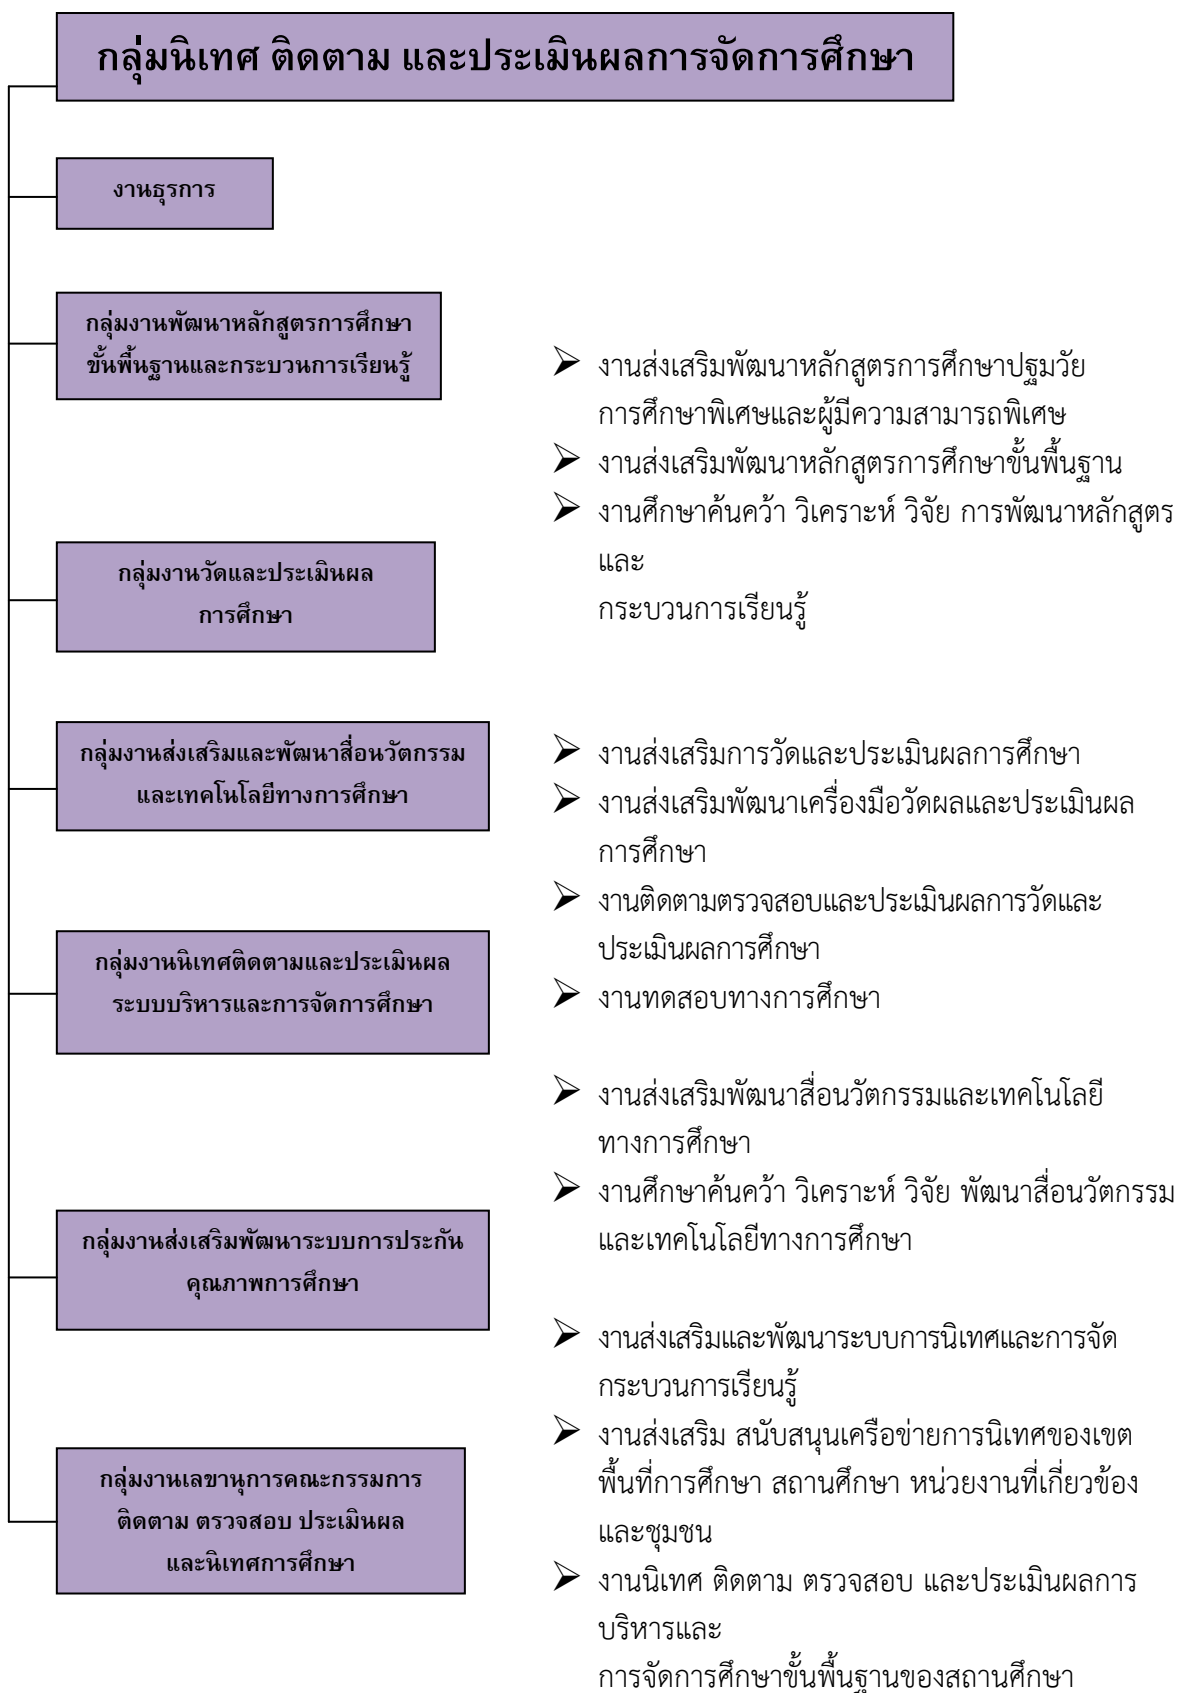 กลุ่มนิเทศ ติดตาม และประเมินผลการจัดการศึกษา
งานธุรการ
กลุ่มงานพัฒนาหลักสูตรการศึกษา
ขั้นพื้นฐานและกระบวนการเรียนรู้
กลุ่มงานวัดและประเมินผล
การศึกษา
กลุ่มงานส่งเสริมและพัฒนาสื่อนวัตกรรม
และเทคโนโลยีทางการศึกษา
กลุ่มงานนิเทศติดตามและประเมินผล
ระบบบริหารและการจัดการศึกษา
กลุ่มงานส่งเสริมพัฒนาระบบการประกัน
คุณภาพการศึกษา
กลุ่มงานเลขานุการคณะกรรมการ
ติดตาม ตรวจสอบ ประเมินผล
และนิเทศการศึกษา
➢ งานส่งเสริมพัฒนาหลักสูตรการศึกษาปฐมวัย
การศึกษาพิเศษและผู้มีความสามารถพิเศษ
➢ งานส่งเสริมพัฒนาหลักสูตรการศึกษาขั้นพื้นฐาน
➢ งานศึกษาค้นคว้า วิเคราะห์ วิจัย การพัฒนาหลักสูตร
และ
กระบวนการเรียนรู้
➢ งานส่งเสริมการวัดและประเมินผลการศึกษา
➢ งานส่งเสริมพัฒนาเครื่องมือวัดผลและประเมินผล
การศึกษา
➢ งานติดตามตรวจสอบและประเมินผลการวัดและ
ประเมินผลการศึกษา
➢ งานทดสอบทางการศึกษา
➢ งานส่งเสริมพัฒนาสื่อนวัตกรรมและเทคโนโลยี
ทางการศึกษา
➢ งานศึกษาค้นคว้า วิเคราะห์ วิจัย พัฒนาสื่อนวัตกรรม
และเทคโนโลยีทางการศึกษา
➢ งานส่งเสริมและพัฒนาระบบการนิเทศและการจัด
กระบวนการเรียนรู้
➢ งานส่งเสริม สนับสนุนเครือข่ายการนิเทศของเขต
พื้นที่การศึกษา สถานศึกษา หน่วยงานที่เกี่ยวข้อง
และชุมชน
➢ งานนิเทศ ติดตาม ตรวจสอบ และประเมินผลการ
บริหารและ
การจัดการศึกษาขั้นพื้นฐานของสถานศึกษา